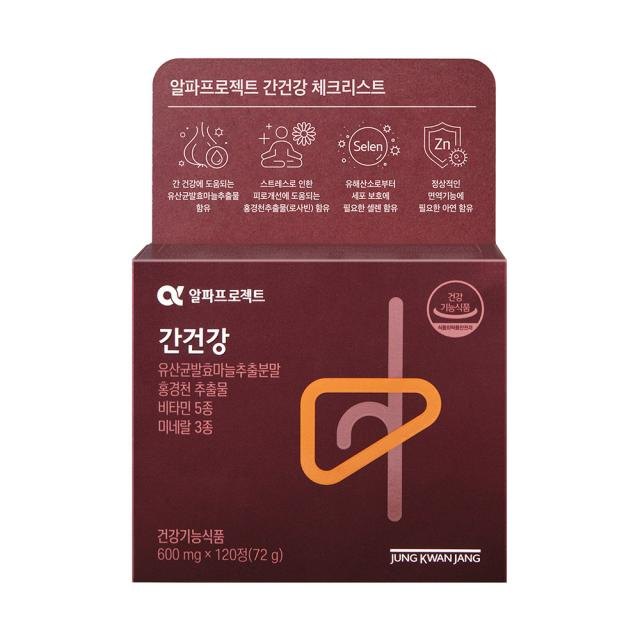 알파프로젝트 간건강 체크리스트
Selen
Zn
간 건강에 도움되는
유산균발효마늘추출물
함유
스트레스로 인한
피로개선에 도움되는
홍경천추출물(로사빈) 함유
유해산소로부터
세포 보호에
필요한 셀렌 함유
정상적인
면역기능에
필요한 아연 함유
알파프로젝트
건강
기능식품
식품의약품안전처
간건강
유산균발효마늘추출분말
홍경천 추출물
비타민 5종
미네랄 3종
건강기능식품
600 mg × 120정(72 g)
JUNG KWAN JANG